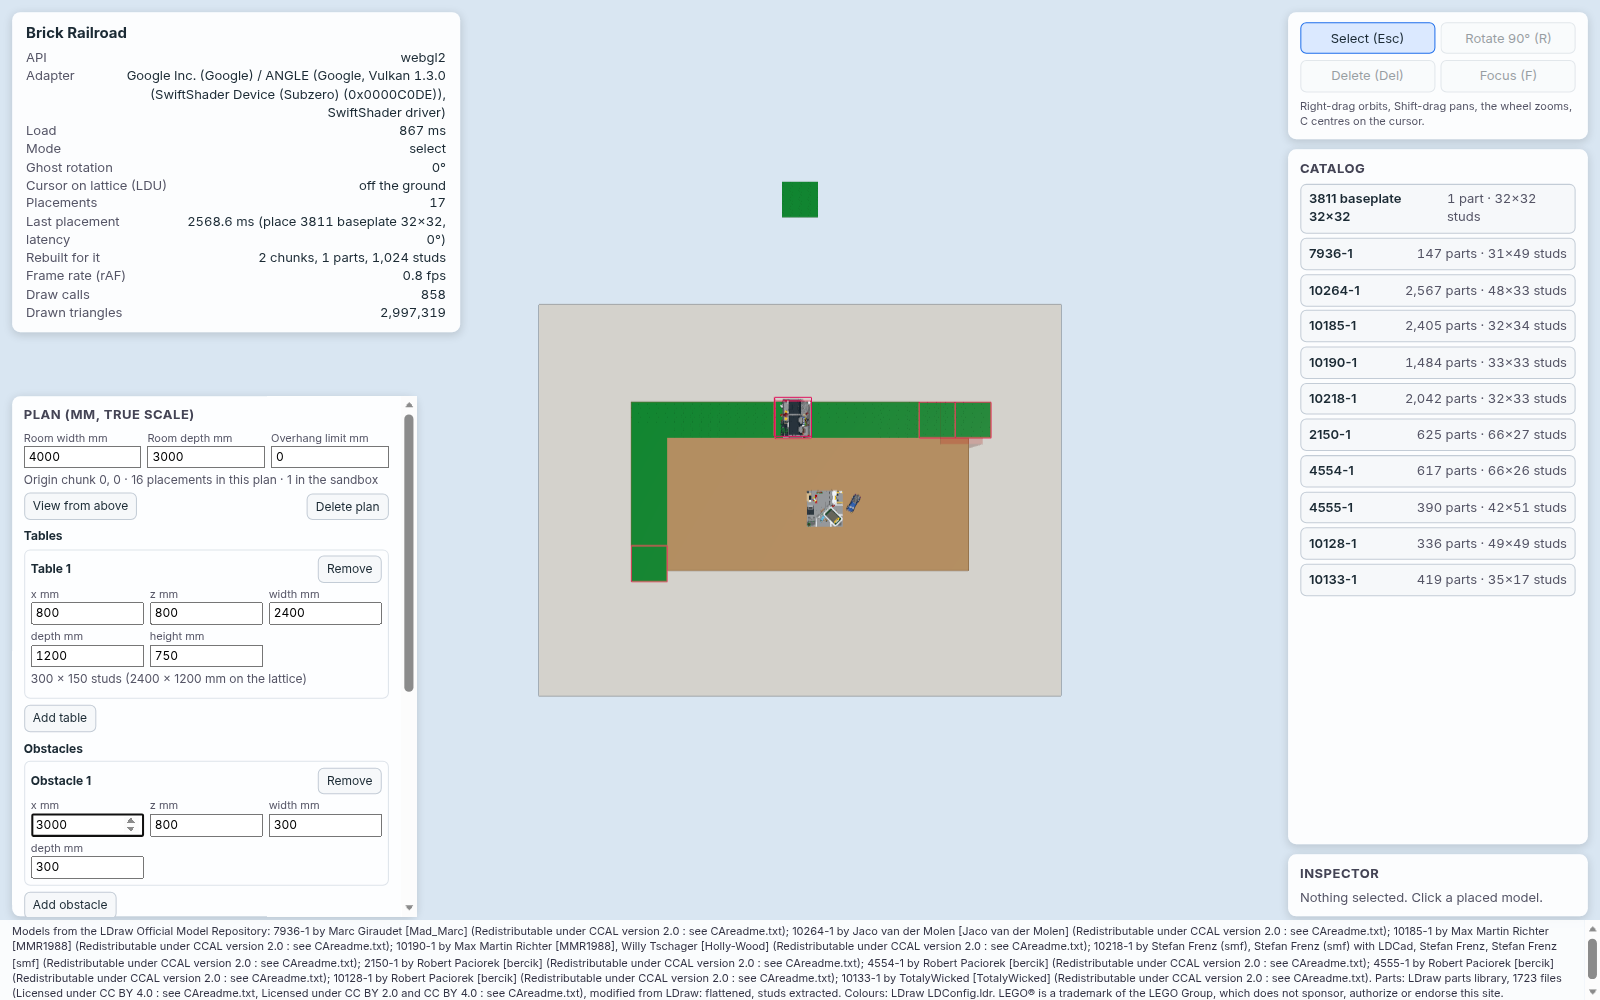 Brick Railroad
API webgl2
Adapter Google Inc. (Google) / ANGLE (Google, Vulkan 1.3.0
(SwiftShader Device (Subzero) (0x0000C0DE)),
SwiftShader driver)
Load 867 ms
Mode select
Ghost rotation 0°
Cursor on lattice (LDU) off the ground
Placements 17
Last placement 2568.6 ms (place 3811 baseplate 32×32,
latency 0°)
Rebuilt for it 2 chunks, 1 parts, 1,024 studs
Frame rate (rAF) 0.8 fps
Draw calls 858
Drawn triangles 2,997,319
PLAN (MM, TRUE SCALE)
Room width mm Room depth mm Overhang limit mm
4000 3000 0
Origin chunk 0, 0 · 16 placements in this plan · 1 in the sandbox
View from above Delete plan
Tables
Table 1 Remove
x mm z mm width mm
800 800 2400
depth mm height mm
1200 750
300 × 150 studs (2400 × 1200 mm on the lattice)
Add table
Obstacles
Obstacle 1 Remove
x mm z mm width mm
3000 800 300
depth mm
300
Add obstacle
Select (Esc) Rotate 90° (R)
Delete (Del) Focus (F)
Right-drag orbits, Shift-drag pans, the wheel zooms,
C centres on the cursor.
CATALOG
3811 baseplate 1 part · 32×32
32×32 studs
7936-1 147 parts · 31×49 studs
10264-1 2,567 parts · 48×33 studs
10185-1 2,405 parts · 32×34 studs
10190-1 1,484 parts · 33×33 studs
10218-1 2,042 parts · 33×33 studs
2150-1 625 parts · 66×27 studs
4554-1 617 parts · 66×26 studs
4555-1 390 parts · 42×51 studs
10128-1 336 parts · 49×49 studs
10133-1 419 parts · 35×17 studs
INSPECTOR
Nothing selected. Click a placed model.
Models from the LDraw Official Model Repository: 7936-1 by Marc Giraudet [Mad_Marc] (Redistributable under CCAL version 2.0 : see CAreadme.txt); 10264-1 by Jaco van der Molen [Jaco van der Molen] (Redistributable under CCAL version 2.0 : see CAreadme.txt); 10185-1 by Max Martin Richter
[MMR1988] (Redistributable under CCAL version 2.0 : see CAreadme.txt); 10190-1 by Max Martin Richter [MMR1988], Willy Tschager [Holly-Wood] (Redistributable under CCAL version 2.0 : see CAreadme.txt); 10218-1 by Stefan Frenz (smf), Stefan Frenz (smf) with LDCad, Stefan Frenz, Stefan Frenz
[smf] (Redistributable under CCAL version 2.0 : see CAreadme.txt); 2150-1 by Robert Paciorek [bercik] (Redistributable under CCAL version 2.0 : see CAreadme.txt); 4554-1 by Robert Paciorek [bercik] (Redistributable under CCAL version 2.0 : see CAreadme.txt); 4555-1 by Robert Paciorek [bercik]
(Redistributable under CCAL version 2.0 : see CAreadme.txt); 10128-1 by Robert Paciorek [bercik] (Redistributable under CCAL version 2.0 : see CAreadme.txt); 10133-1 by TotalyWicked [TotalyWicked] (Redistributable under CCAL version 2.0 : see CAreadme.txt). Parts: LDraw parts library, 1723 files
(Licensed under CC BY 4.0 : see CAreadme.txt, Licensed under CC BY 2.0 and CC BY 4.0 : see CAreadme.txt), modified from LDraw: flattened, studs extracted. Colours: LDraw LDConfig.ldr. LEGO® is a trademark of the LEGO Group, which does not sponsor, authorize or endorse this site.